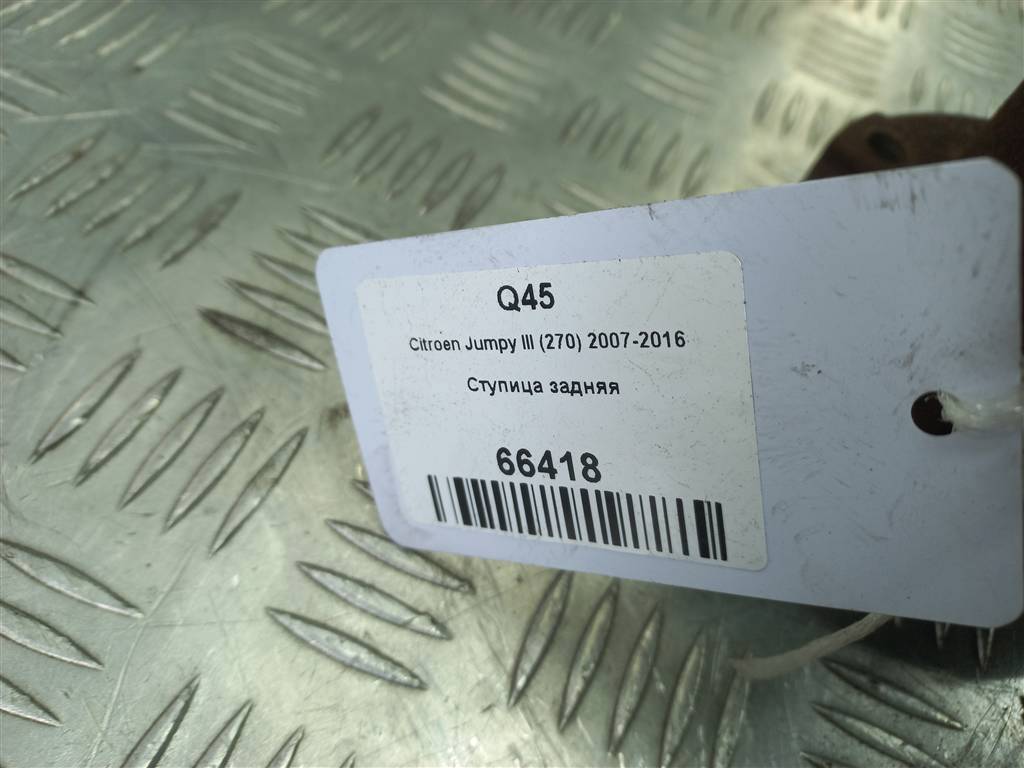 Q45
Citroen Jumpy III (270) 2007-2016
Ступица задняя
66418